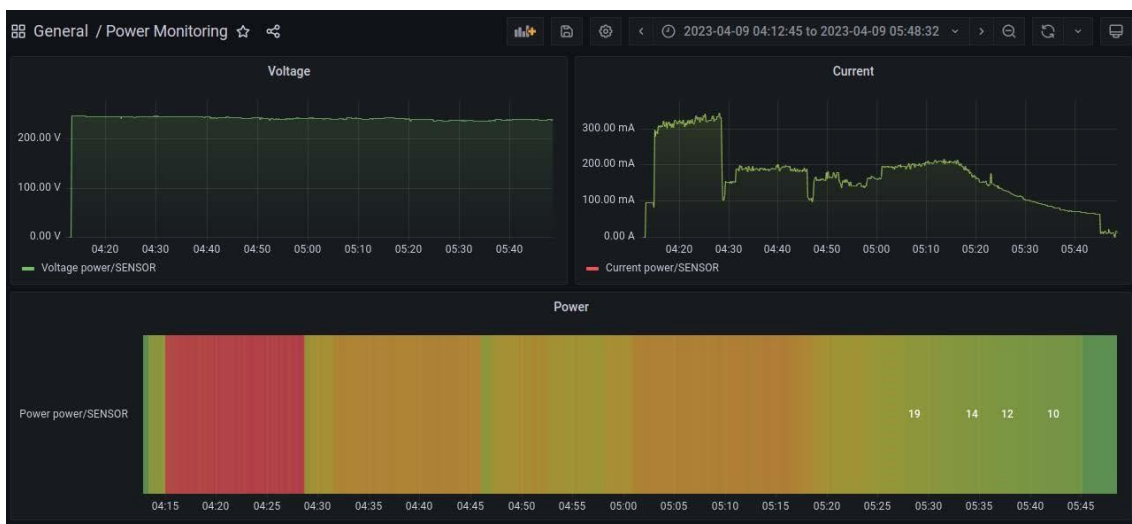 General / Power Monitoring
2023-04-09 04:12:45 to 2023-04-09 05:48:32
Voltage
200.00 V
100.00 V
0.00 V
04:20 04:30 04:40 04:50 05:00 05:10 05:20 05:30 05:40
Voltage power/SENSOR
Current
300.00 mA
200.00 mA
100.00 mA
0.00 A
04:20 04:30 04:40 04:50 05:00 05:10 05:20 05:30 05:40
Current power/SENSOR
Power
Power power/SENSOR
19 14 12 10
04:15 04:20 04:25 04:30 04:35 04:40 04:45 04:50 04:55 05:00 05:05 05:10 05:15 05:20 05:25 05:30 05:35 05:40 05:45